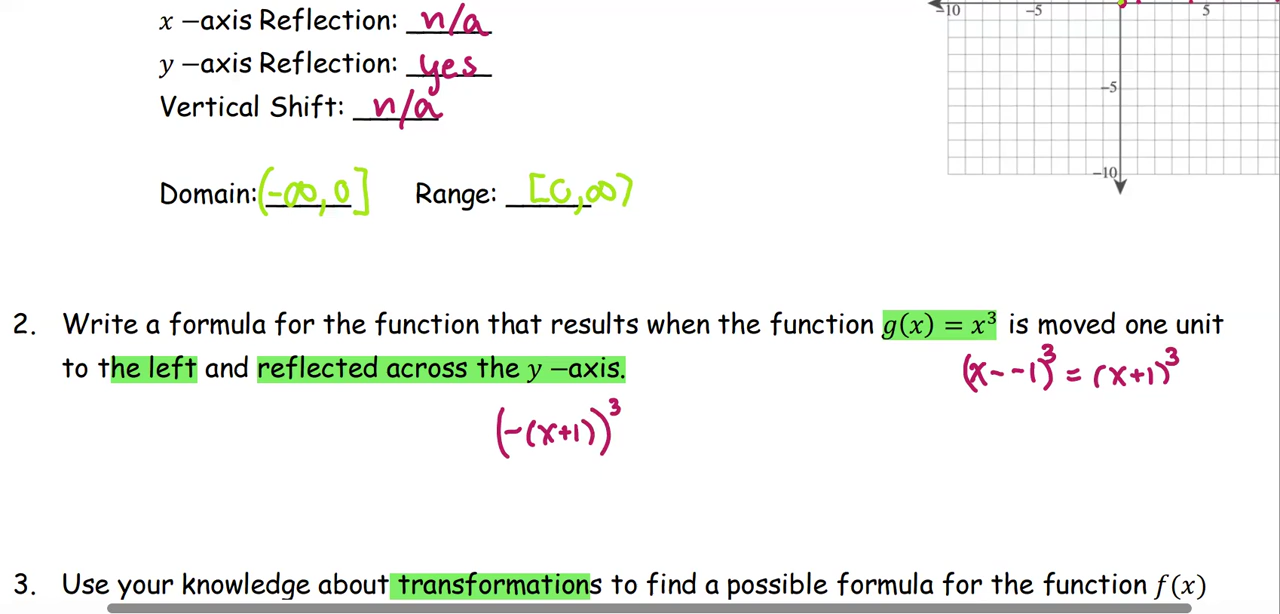 x –axis Reflection: n/a
y –axis Reflection: yes
Vertical Shift: n/a
Domain: (-∞, 0] Range: [0, ∞)
-10 -5 5
-5
-10
2. Write a formula for the function that results when the function g(x) = x³ is moved one unit
to the left and reflected across the y –axis.
(x--1)³ = (x+1)³
(-(x+1))³
3. Use your knowledge about transformations to find a possible formula for the function f(x)